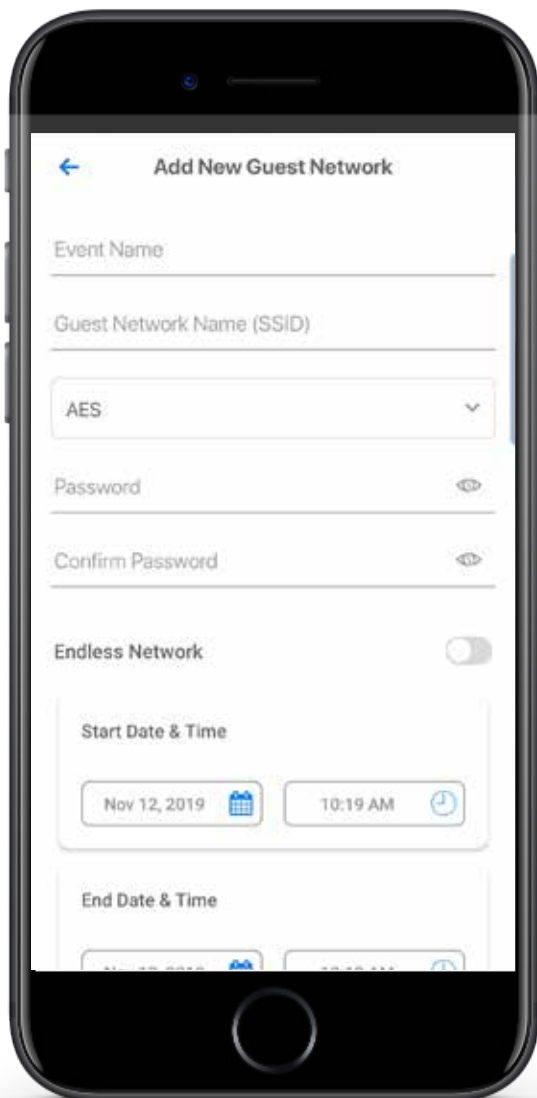 Add New Guest Network
Event Name
Guest Network Name (SSID)
AES
Password
Confirm Password
Endless Network
Start Date & Time
Nov 12, 2019 10:19 AM
End Date & Time